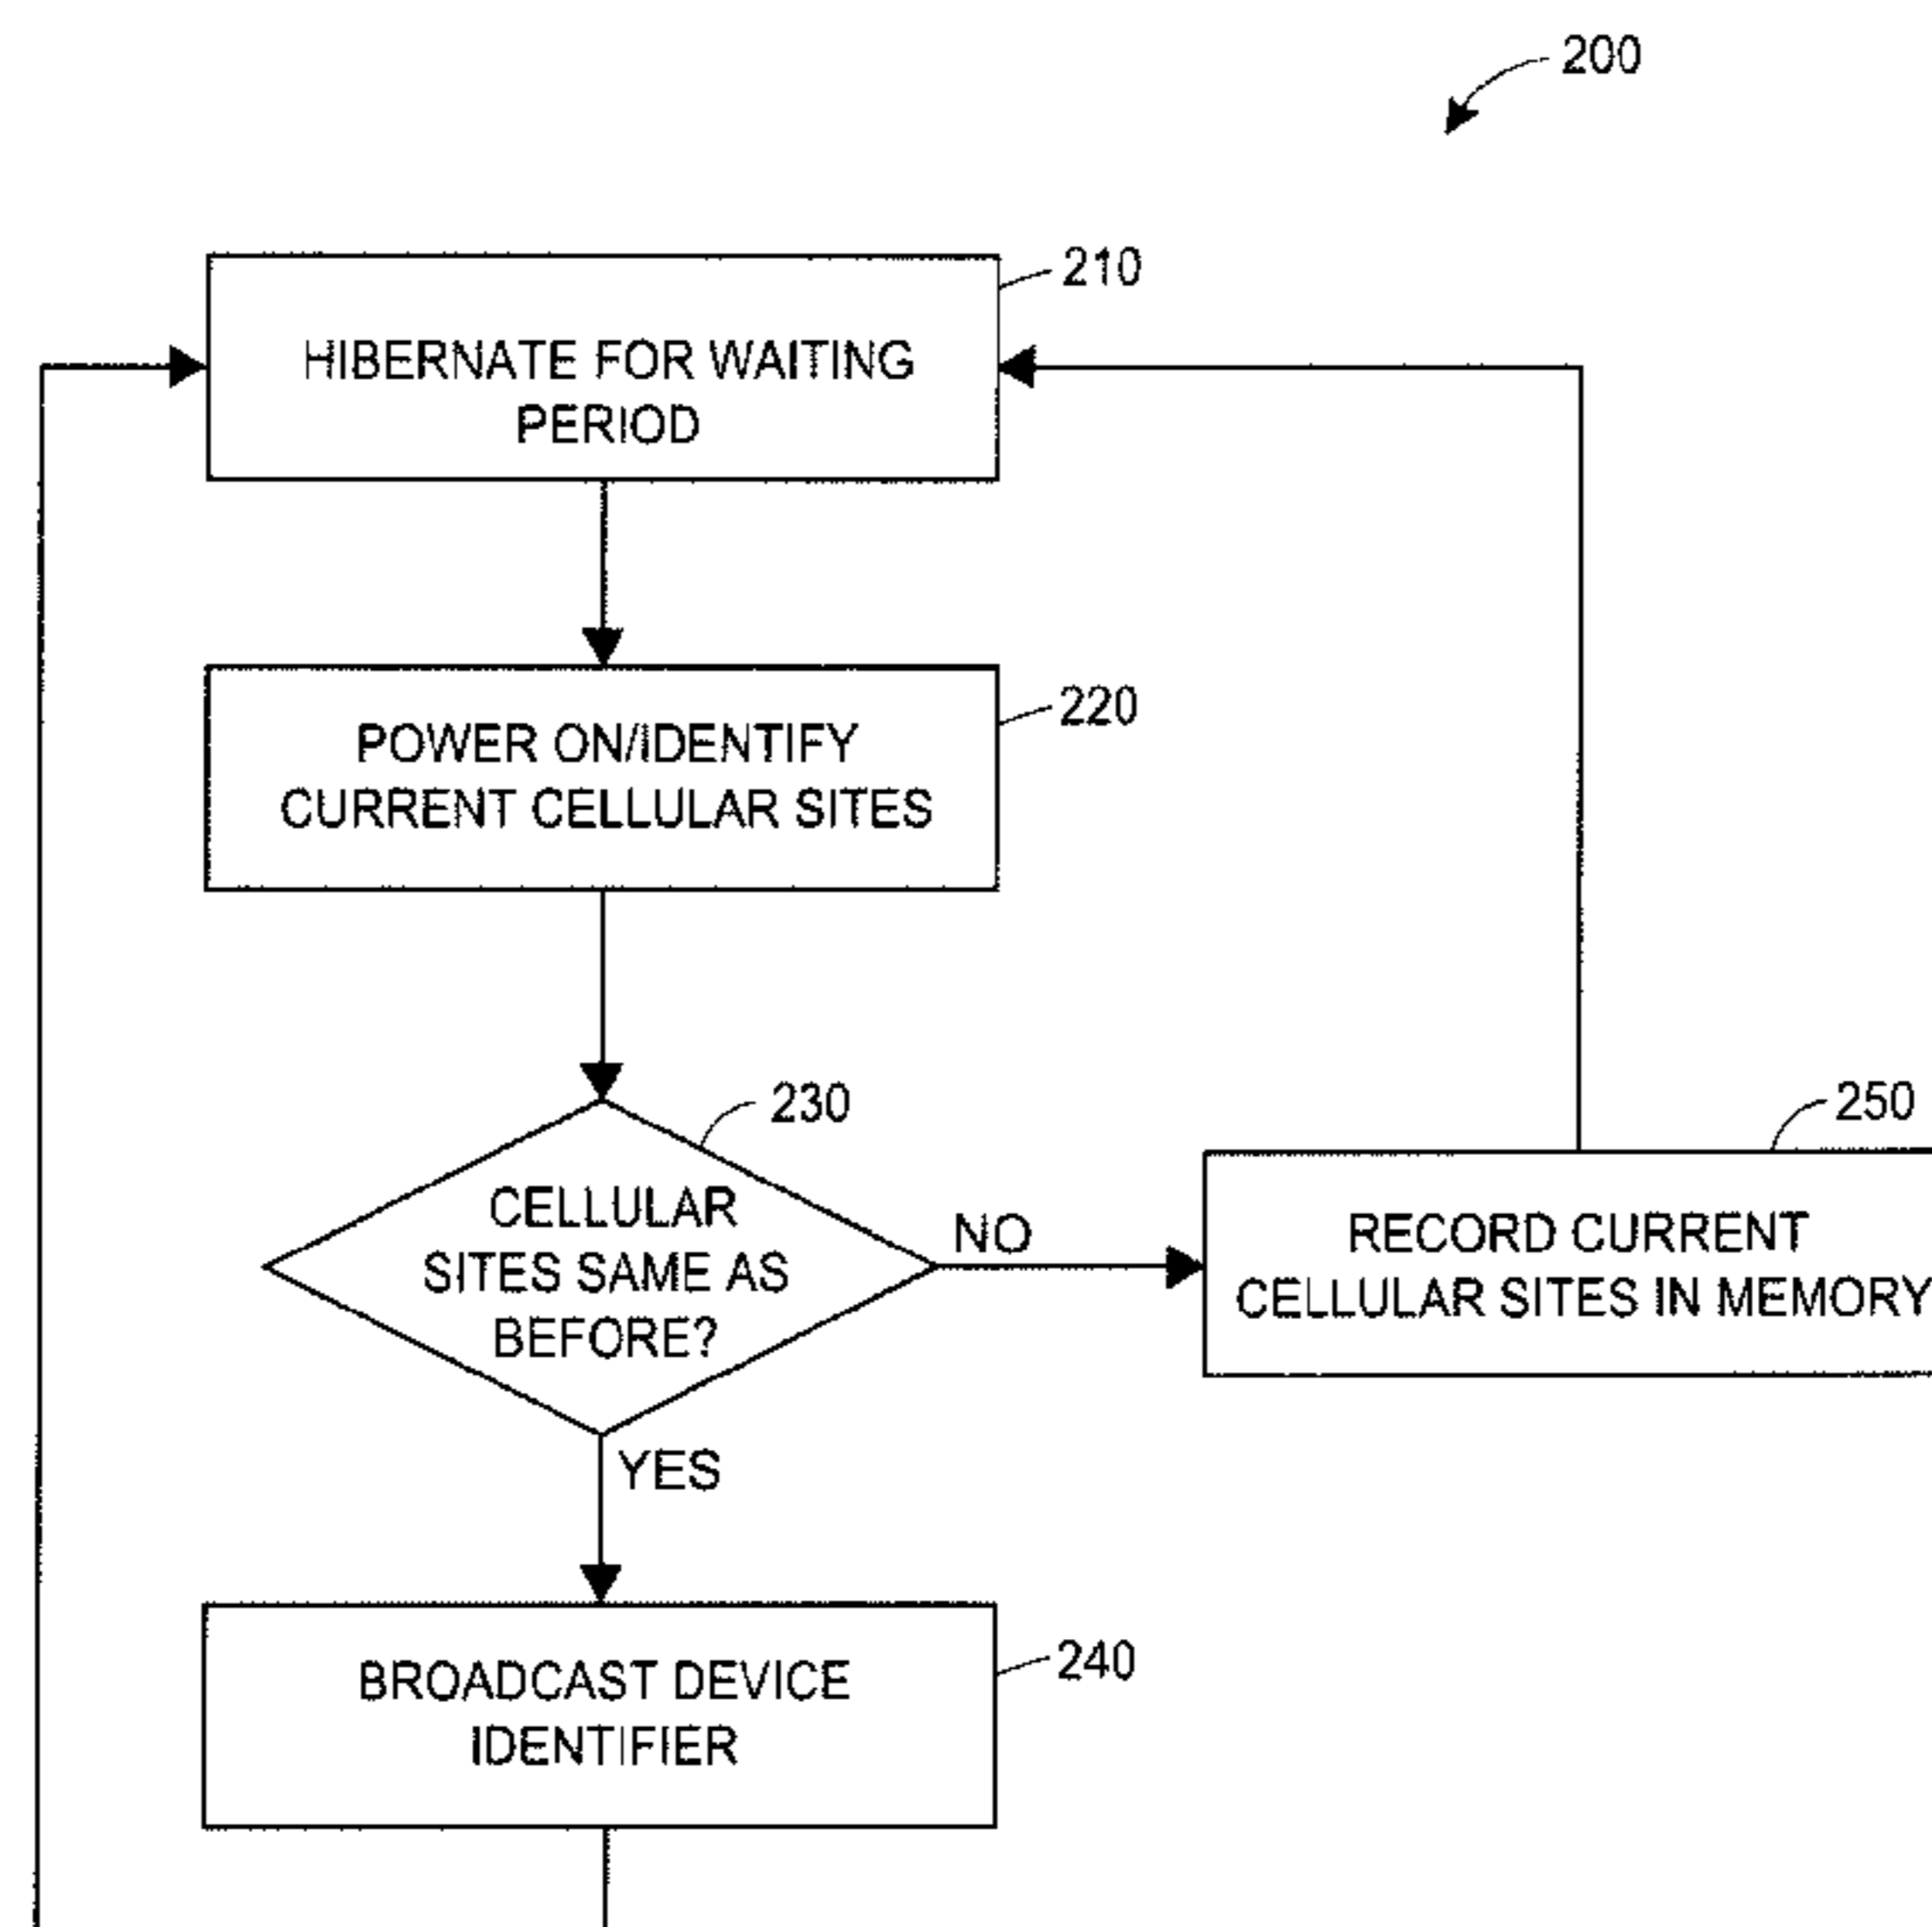 200
210
HIBERNATE FOR WAITING
PERIOD
220
POWER ON/IDENTIFY
CURRENT CELLULAR SITES
230
CELLULAR
SITES SAME AS
BEFORE?
NO
250
RECORD CURRENT
CELLULAR SITES IN MEMORY
YES
240
BROADCAST DEVICE
IDENTIFIER